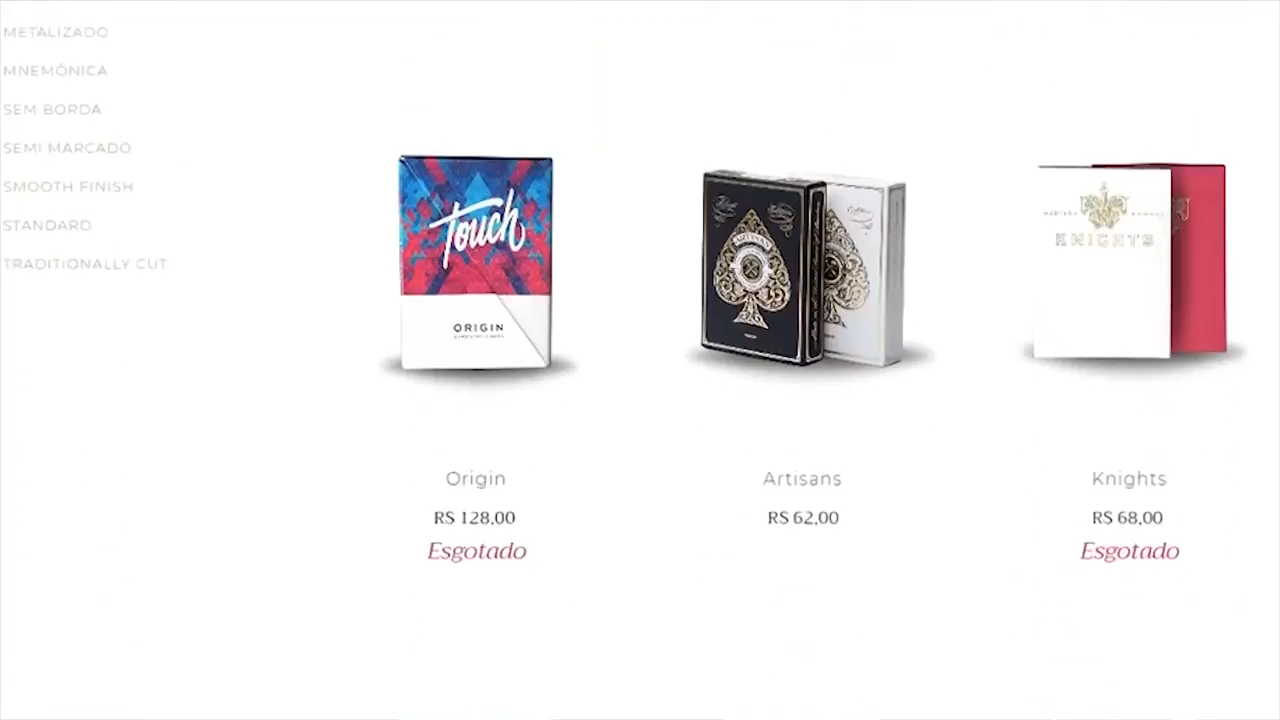 METALIZADO
MNEMÔNICA
SEM BORDA
SEMI MARCADO
SMOOTH FINISH
STANDARD
TRADITIONALLY CUT
Touch
ORIGIN
ARTISAN
KNIGHTS
Origin
R$ 128,00
Esgotado
Artisans
R$ 62,00
Knights
R$ 68,00
Esgotado